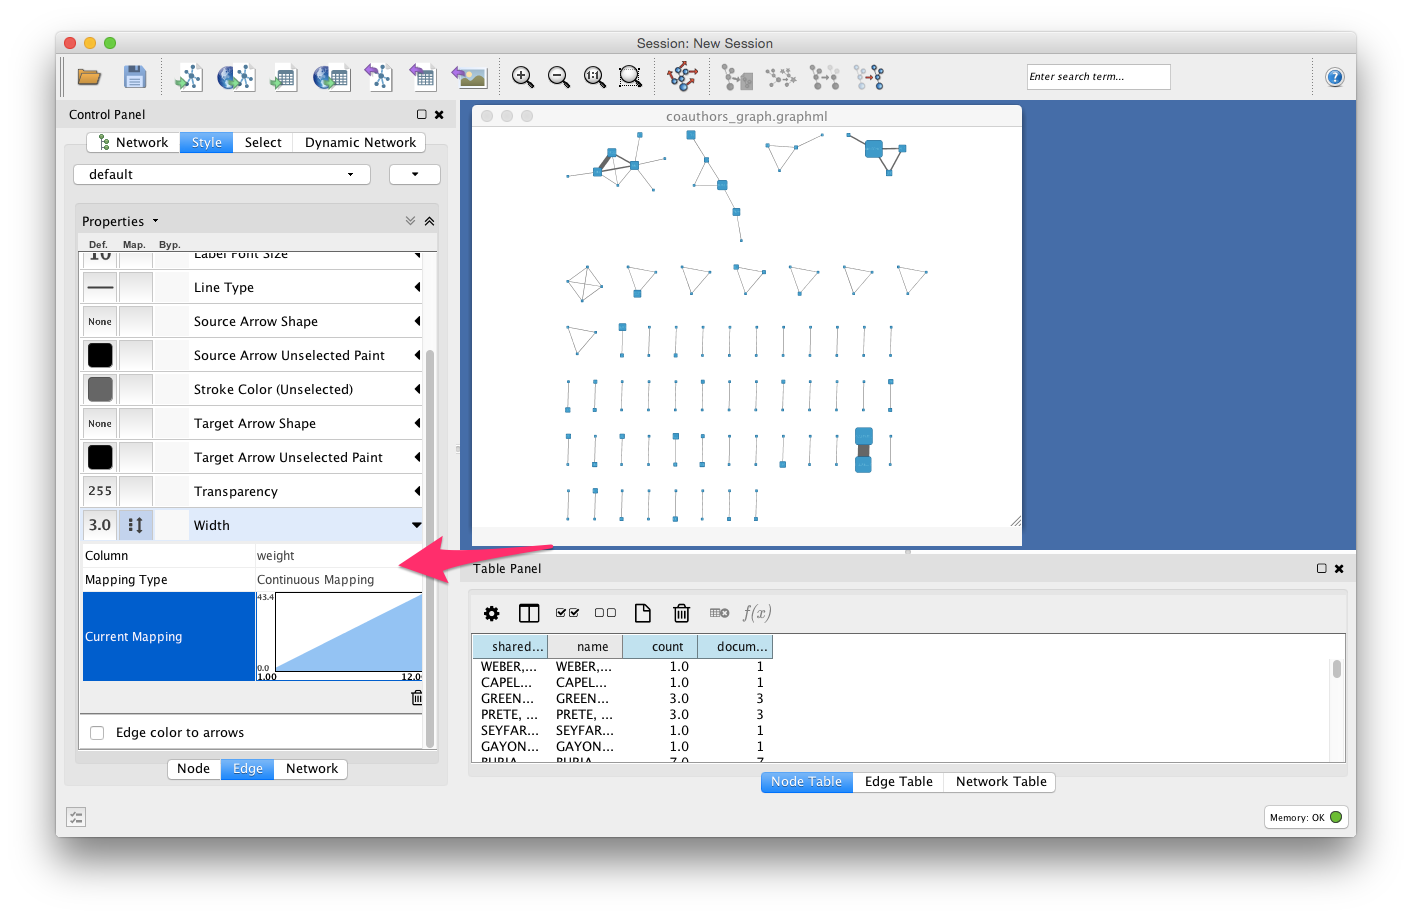 Session: New Session
Enter search term...
Control Panel
Network Style Select Dynamic Network
default
Properties
Def. Map. Byp.
10 Label Font Size
Line Type
None Source Arrow Shape
Source Arrow Unselected Paint
Stroke Color (Unselected)
None Target Arrow Shape
Target Arrow Unselected Paint
255 Transparency
3.0 Width
Column weight
Mapping Type Continuous Mapping
Current Mapping
43.4
0.0
1.00 12.0
Edge color to arrows
Node Edge Network
coauthors_graph.graphml
Table Panel
f(x)
shared... name count docum...
WEBER,... WEBER,... 1.0 1
CAPEL... CAPEL... 1.0 1
GREEN... GREEN... 3.0 3
PRETE, ... PRETE, ... 3.0 3
SEYFAR... SEYFAR... 1.0 1
GAYON... GAYON... 1.0 1
7.0 7
Node Table Edge Table Network Table
Memory: OK